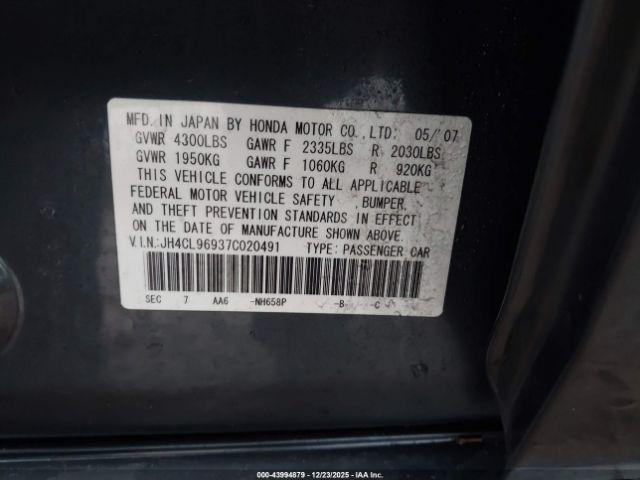 MFD. IN JAPAN BY HONDA MOTOR CO., LTD. 05/'07
GVWR 4300LBS GAWR F 2335LBS R 2030LBS
GVWR 1950KG GAWR F 1060KG R 920KG
THIS VEHICLE CONFORMS TO ALL APPLICABLE
FEDERAL MOTOR VEHICLE SAFETY , BUMPER,
AND THEFT PREVENTION STANDARDS IN EFFECT
ON THE DATE OF MANUFACTURE SHOWN ABOVE.
V.I.N:JH4CL96937C020491 TYPE: PASSENGER CAR
SEC 7 AA6 -NH658P -B -C
000-43994879 | 12/23/2025 - IAA Inc.